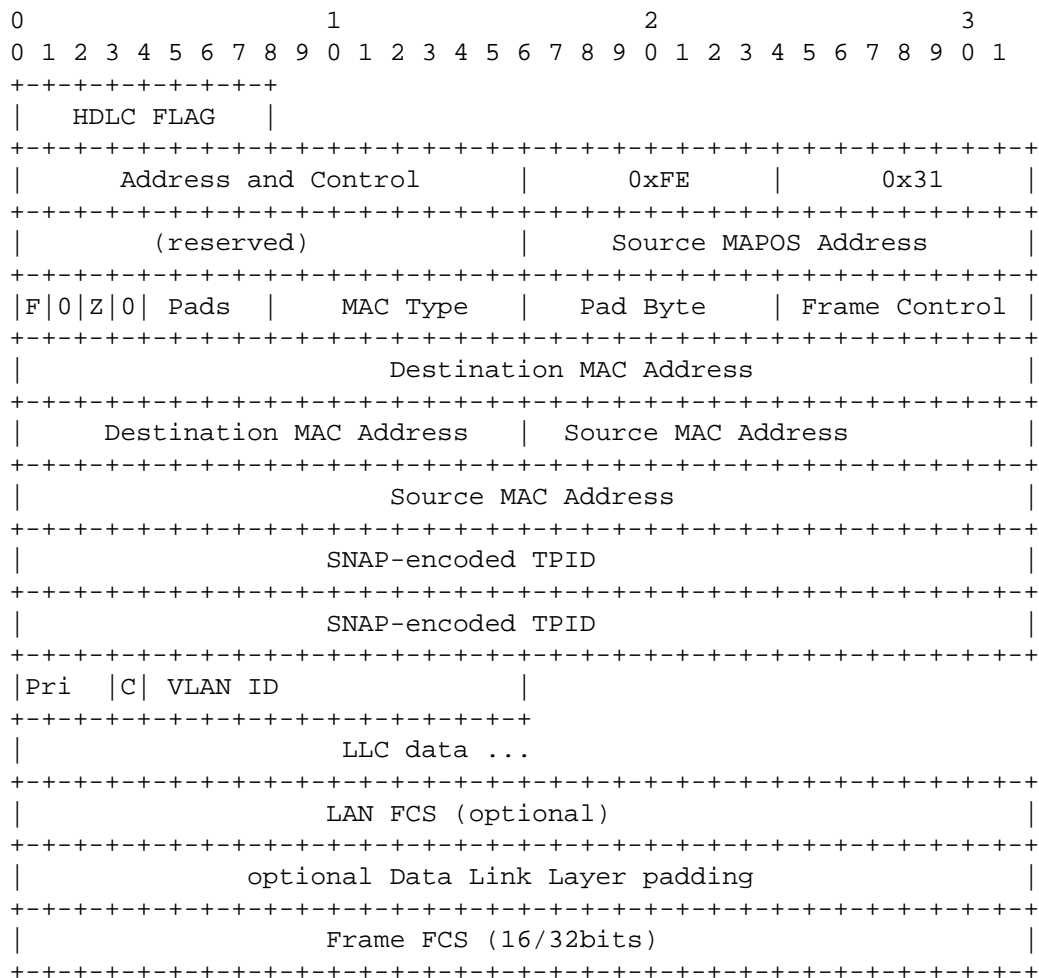 0                   1                   2                   3
0 1 2 3 4 5 6 7 8 9 0 1 2 3 4 5 6 7 8 9 0 1 2 3 4 5 6 7 8 9 0 1
+-+-+-+-+-+-+-+-+
|   HDLC FLAG   |
+-+-+-+-+-+-+-+-+-+-+-+-+-+-+-+-+-+-+-+-+-+-+-+-+-+-+-+-+-+-+-+-+
|      Address and Control      |      0xFE     |      0x31     |
+-+-+-+-+-+-+-+-+-+-+-+-+-+-+-+-+-+-+-+-+-+-+-+-+-+-+-+-+-+-+-+-+
|        (reserved)             |     Source MAPOS Address      |
+-+-+-+-+-+-+-+-+-+-+-+-+-+-+-+-+-+-+-+-+-+-+-+-+-+-+-+-+-+-+-+-+
|F|0|Z|0| Pads  |    MAC Type   |   Pad Byte    | Frame Control |
+-+-+-+-+-+-+-+-+-+-+-+-+-+-+-+-+-+-+-+-+-+-+-+-+-+-+-+-+-+-+-+-+
|                       Destination MAC Address                 |
+-+-+-+-+-+-+-+-+-+-+-+-+-+-+-+-+-+-+-+-+-+-+-+-+-+-+-+-+-+-+-+-+
|     Destination MAC Address   |  Source MAC Address           |
+-+-+-+-+-+-+-+-+-+-+-+-+-+-+-+-+-+-+-+-+-+-+-+-+-+-+-+-+-+-+-+-+
|                       Source MAC Address                      |
+-+-+-+-+-+-+-+-+-+-+-+-+-+-+-+-+-+-+-+-+-+-+-+-+-+-+-+-+-+-+-+-+
|                   SNAP-encoded TPID                           |
+-+-+-+-+-+-+-+-+-+-+-+-+-+-+-+-+-+-+-+-+-+-+-+-+-+-+-+-+-+-+-+-+
|                   SNAP-encoded TPID                           |
+-+-+-+-+-+-+-+-+-+-+-+-+-+-+-+-+-+-+-+-+-+-+-+-+-+-+-+-+-+-+-+-+
|Pri  |C| VLAN ID               |
+-+-+-+-+-+-+-+-+-+-+-+-+-+-+-+-+
|                    LLC data ...
+-+-+-+-+-+-+-+-+-+-+-+-+-+-+-+-+-+-+-+-+-+-+-+-+-+-+-+-+-+-+-+-+
|                   LAN FCS (optional)                          |
+-+-+-+-+-+-+-+-+-+-+-+-+-+-+-+-+-+-+-+-+-+-+-+-+-+-+-+-+-+-+-+-+
|              optional Data Link Layer padding                 |
+-+-+-+-+-+-+-+-+-+-+-+-+-+-+-+-+-+-+-+-+-+-+-+-+-+-+-+-+-+-+-+-+
|                   Frame FCS (16/32bits)                       |
+-+-+-+-+-+-+-+-+-+-+-+-+-+-+-+-+-+-+-+-+-+-+-+-+-+-+-+-+-+-+-+-+